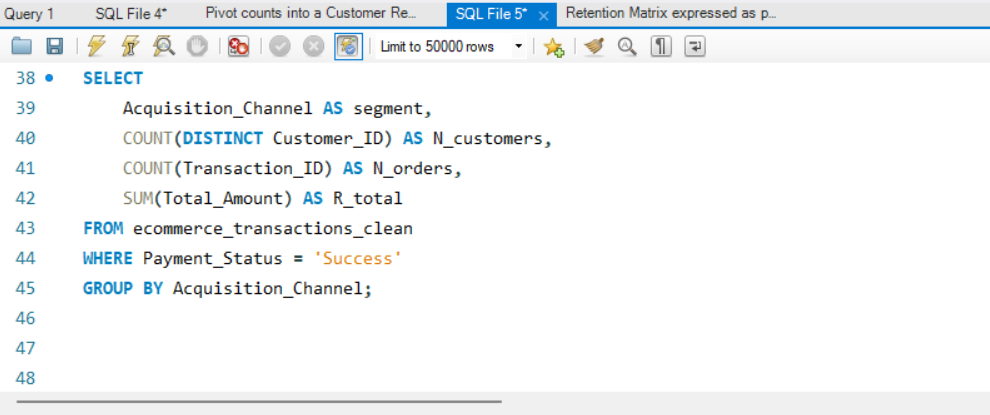 Query 1 SQL File 4* Pivot counts into a Customer Re... SQL File 5* Retention Matrix expressed as p...
Limit to 50000 rows
38 SELECT
39 Acquisition_Channel AS segment,
40 COUNT(DISTINCT Customer_ID) AS N_customers,
41 COUNT(Transaction_ID) AS N_orders,
42 SUM(Total_Amount) AS R_total
43 FROM ecommerce_transactions_clean
44 WHERE Payment_Status = 'Success'
45 GROUP BY Acquisition_Channel;
46
47
48